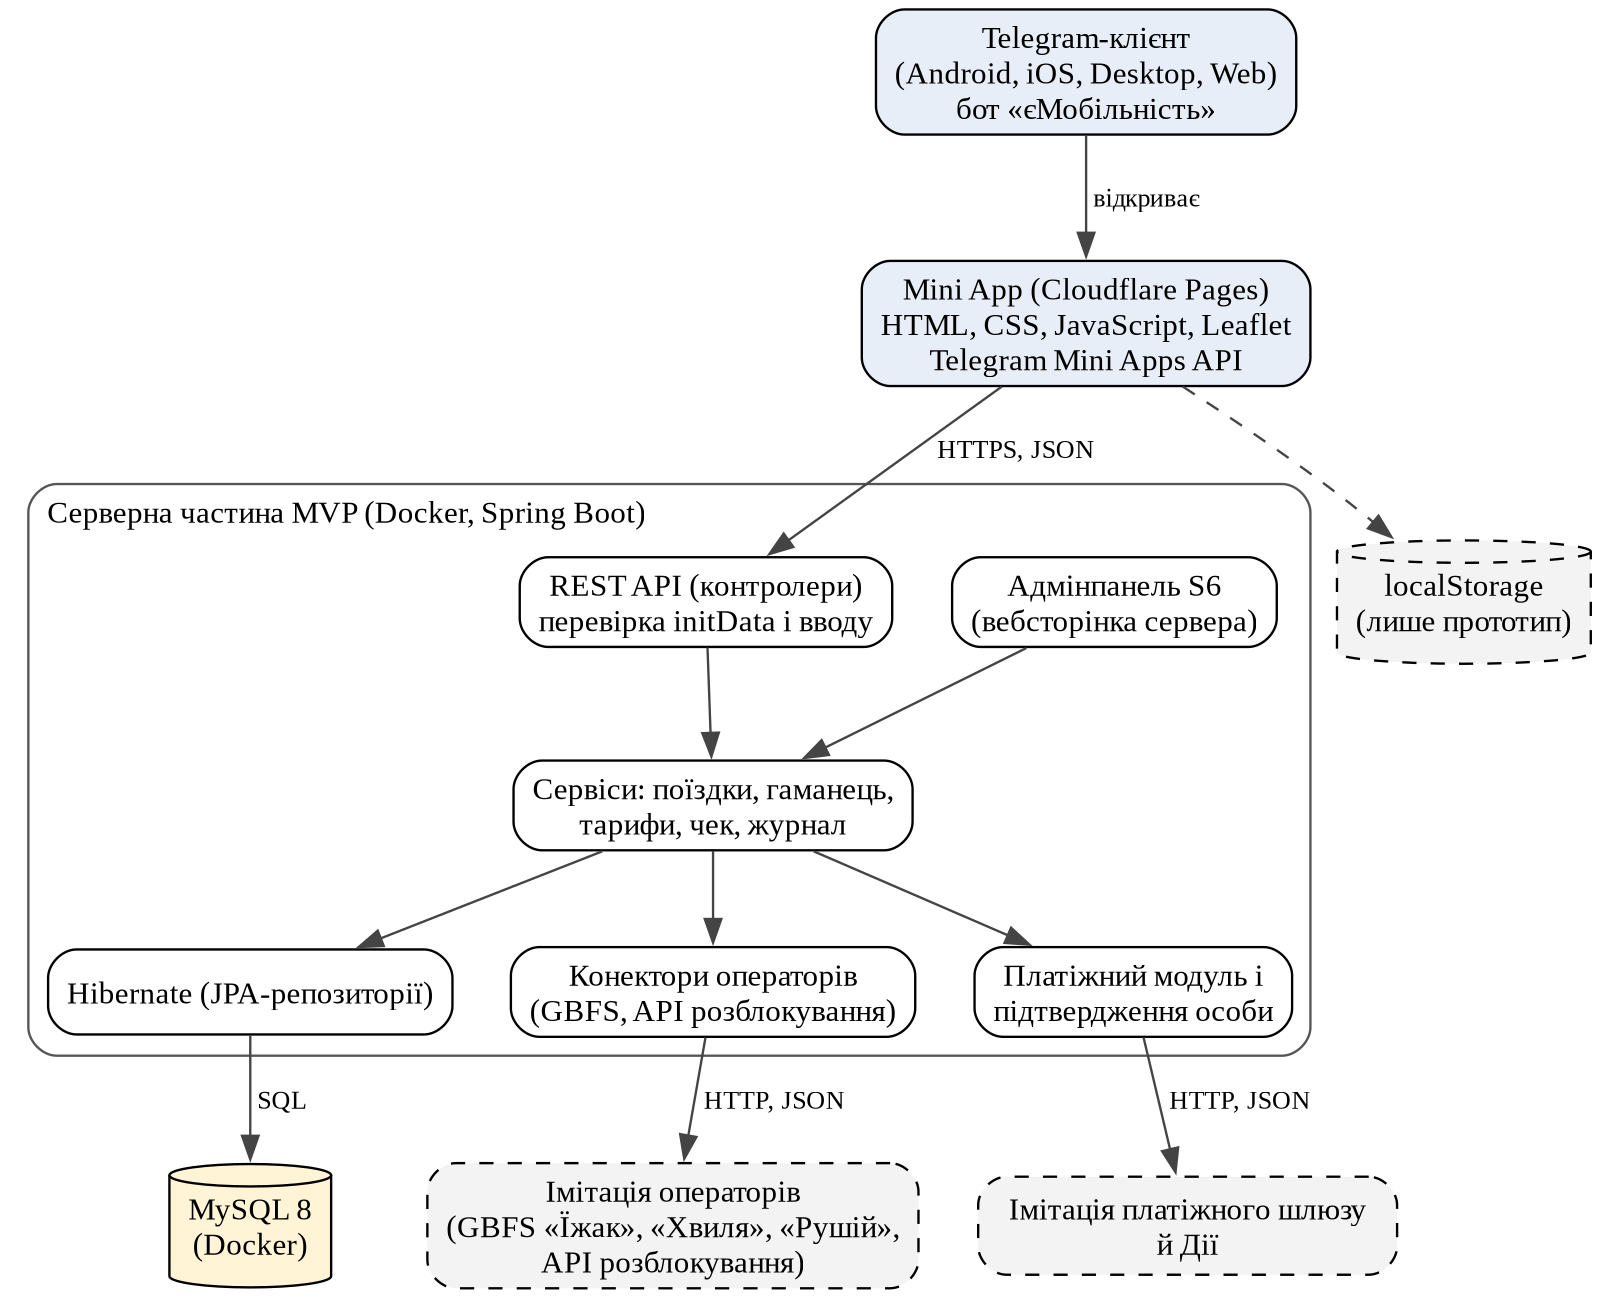 Telegram-клієнт
(Android, iOS, Desktop, Web)
бот «єМобільність»
відкриває
Mini App (Cloudflare Pages)
HTML, CSS, JavaScript, Leaflet
Telegram Mini Apps API
HTTPS, JSON
Серверна частина MVP (Docker, Spring Boot)
REST API (контролери)
перевірка initData і вводу
Адмінпанель S6
(вебсторінка сервера)
localStorage
(лише прототип)
Сервіси: поїздки, гаманець,
тарифи, чек, журнал
Hibernate (JPA-репозиторії)
Конектори операторів
(GBFS, API розблокування)
Платіжний модуль і
підтвердження особи
SQL
HTTP, JSON
HTTP, JSON
MySQL 8
(Docker)
Імітація операторів
(GBFS «Їжак», «Хвиля», «Рушій»,
API розблокування)
Імітація платіжного шлюзу
й Дії